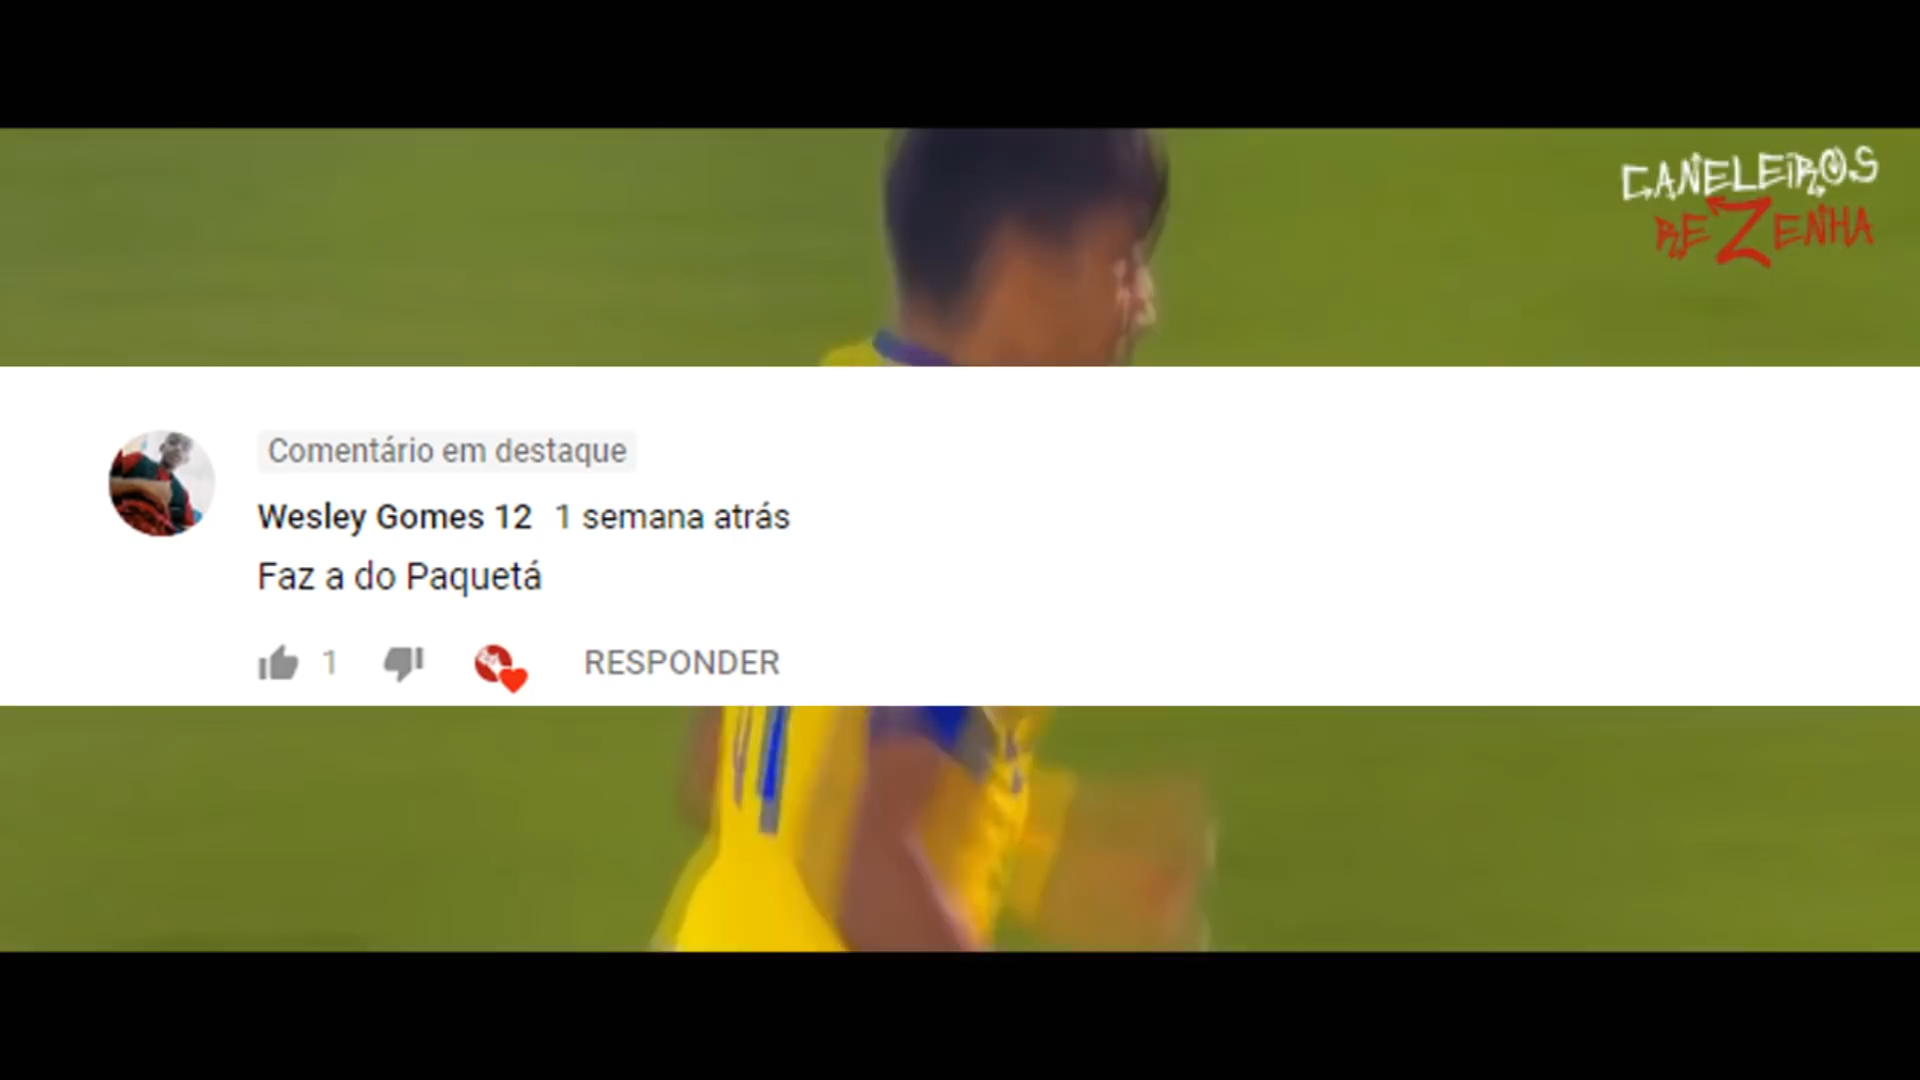 CANELEIROS
REZENHA
Comentário em destaque
Wesley Gomes 12 1 semana atrás
Faz a do Paquetá
1
RESPONDER